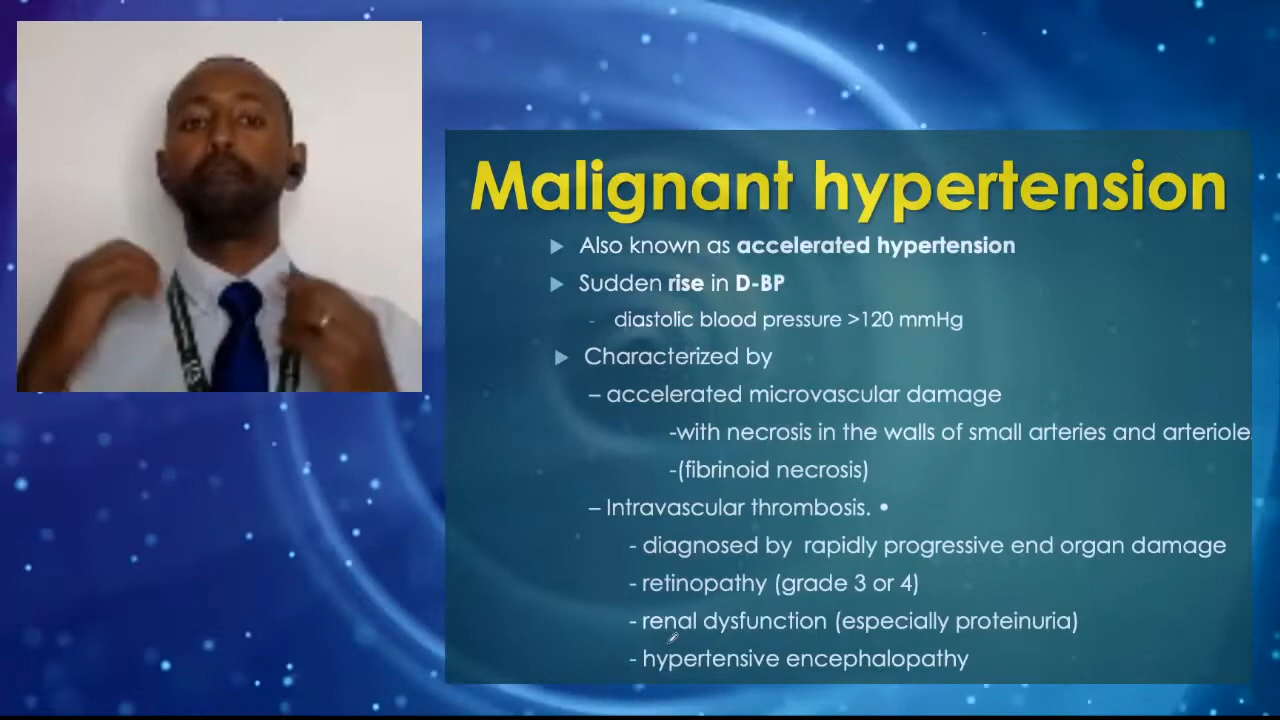 Malignant hypertension
▶ Also known as accelerated hypertension
▶ Sudden rise in D-BP
- diastolic blood pressure >120 mmHg
▶ Characterized by
– accelerated microvascular damage
-with necrosis in the walls of small arteries and arteriole
-(fibrinoid necrosis)
– Intravascular thrombosis. •
- diagnosed by rapidly progressive end organ damage
- retinopathy (grade 3 or 4)
- renal dysfunction (especially proteinuria)
- hypertensive encephalopathy